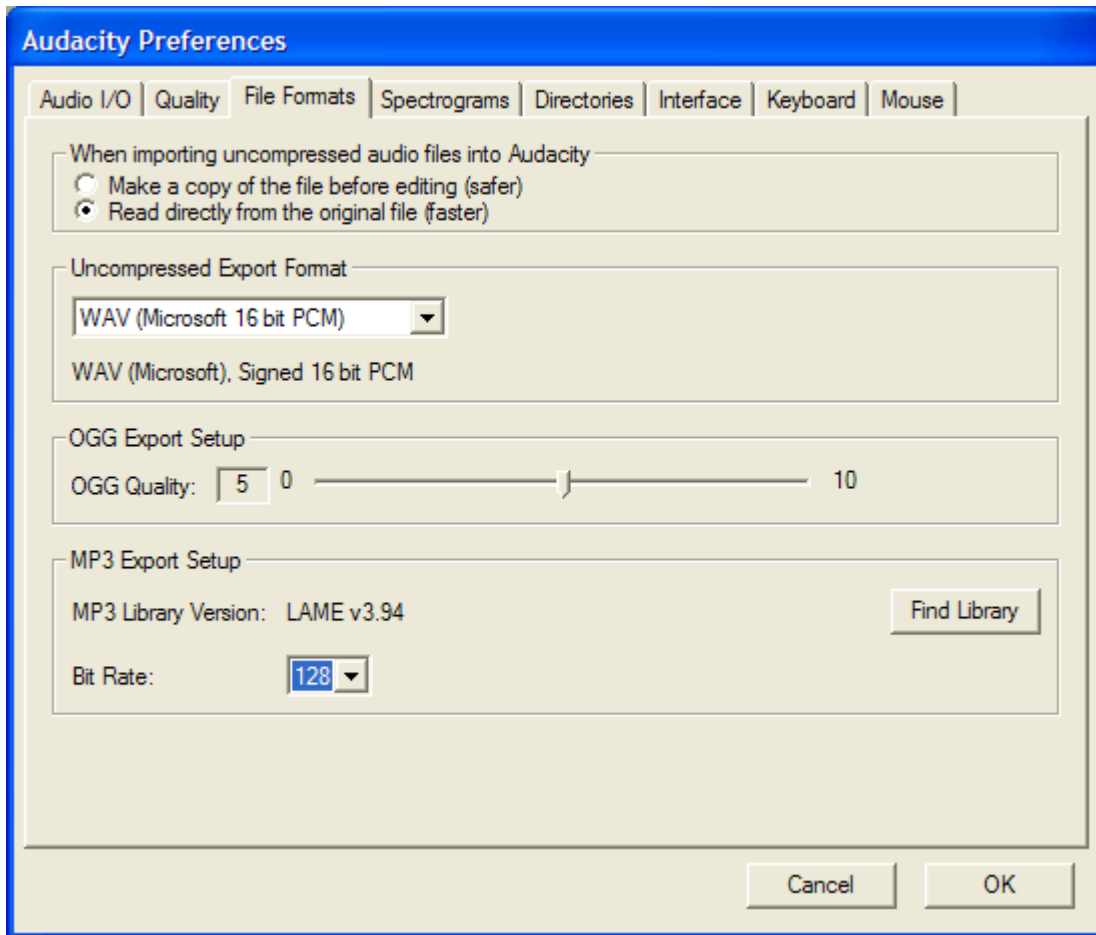 Audacity Preferences
Audio I/O Quality File Formats Spectrograms Directories Interface Keyboard Mouse
When importing uncompressed audio files into Audacity
Make a copy of the file before editing (safer)
Read directly from the original file (faster)
Uncompressed Export Format
WAV (Microsoft 16 bit PCM)
WAV (Microsoft), Signed 16 bit PCM
OGG Export Setup
OGG Quality: 5 0 10
MP3 Export Setup
MP3 Library Version: LAME v3.94 Find Library
Bit Rate: 128
Cancel OK